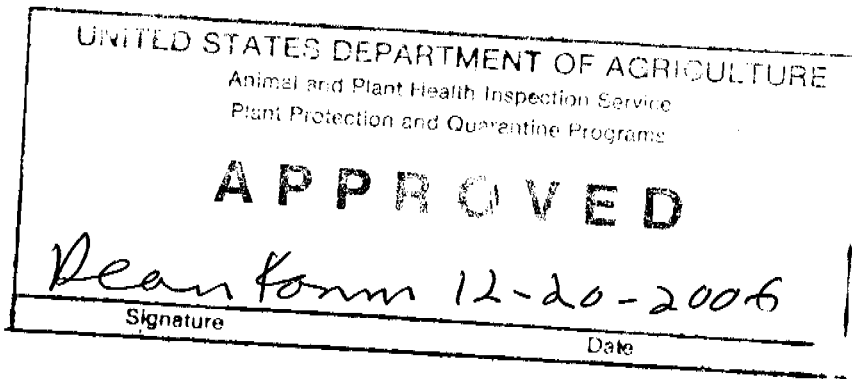 UNITED STATES DEPARTMENT OF AGRICULTURE
Animal and Plant Health Inspection Service
Plant Protection and Quarantine Programs
APPROVED
Dean 12-20-2006
Signature
Date